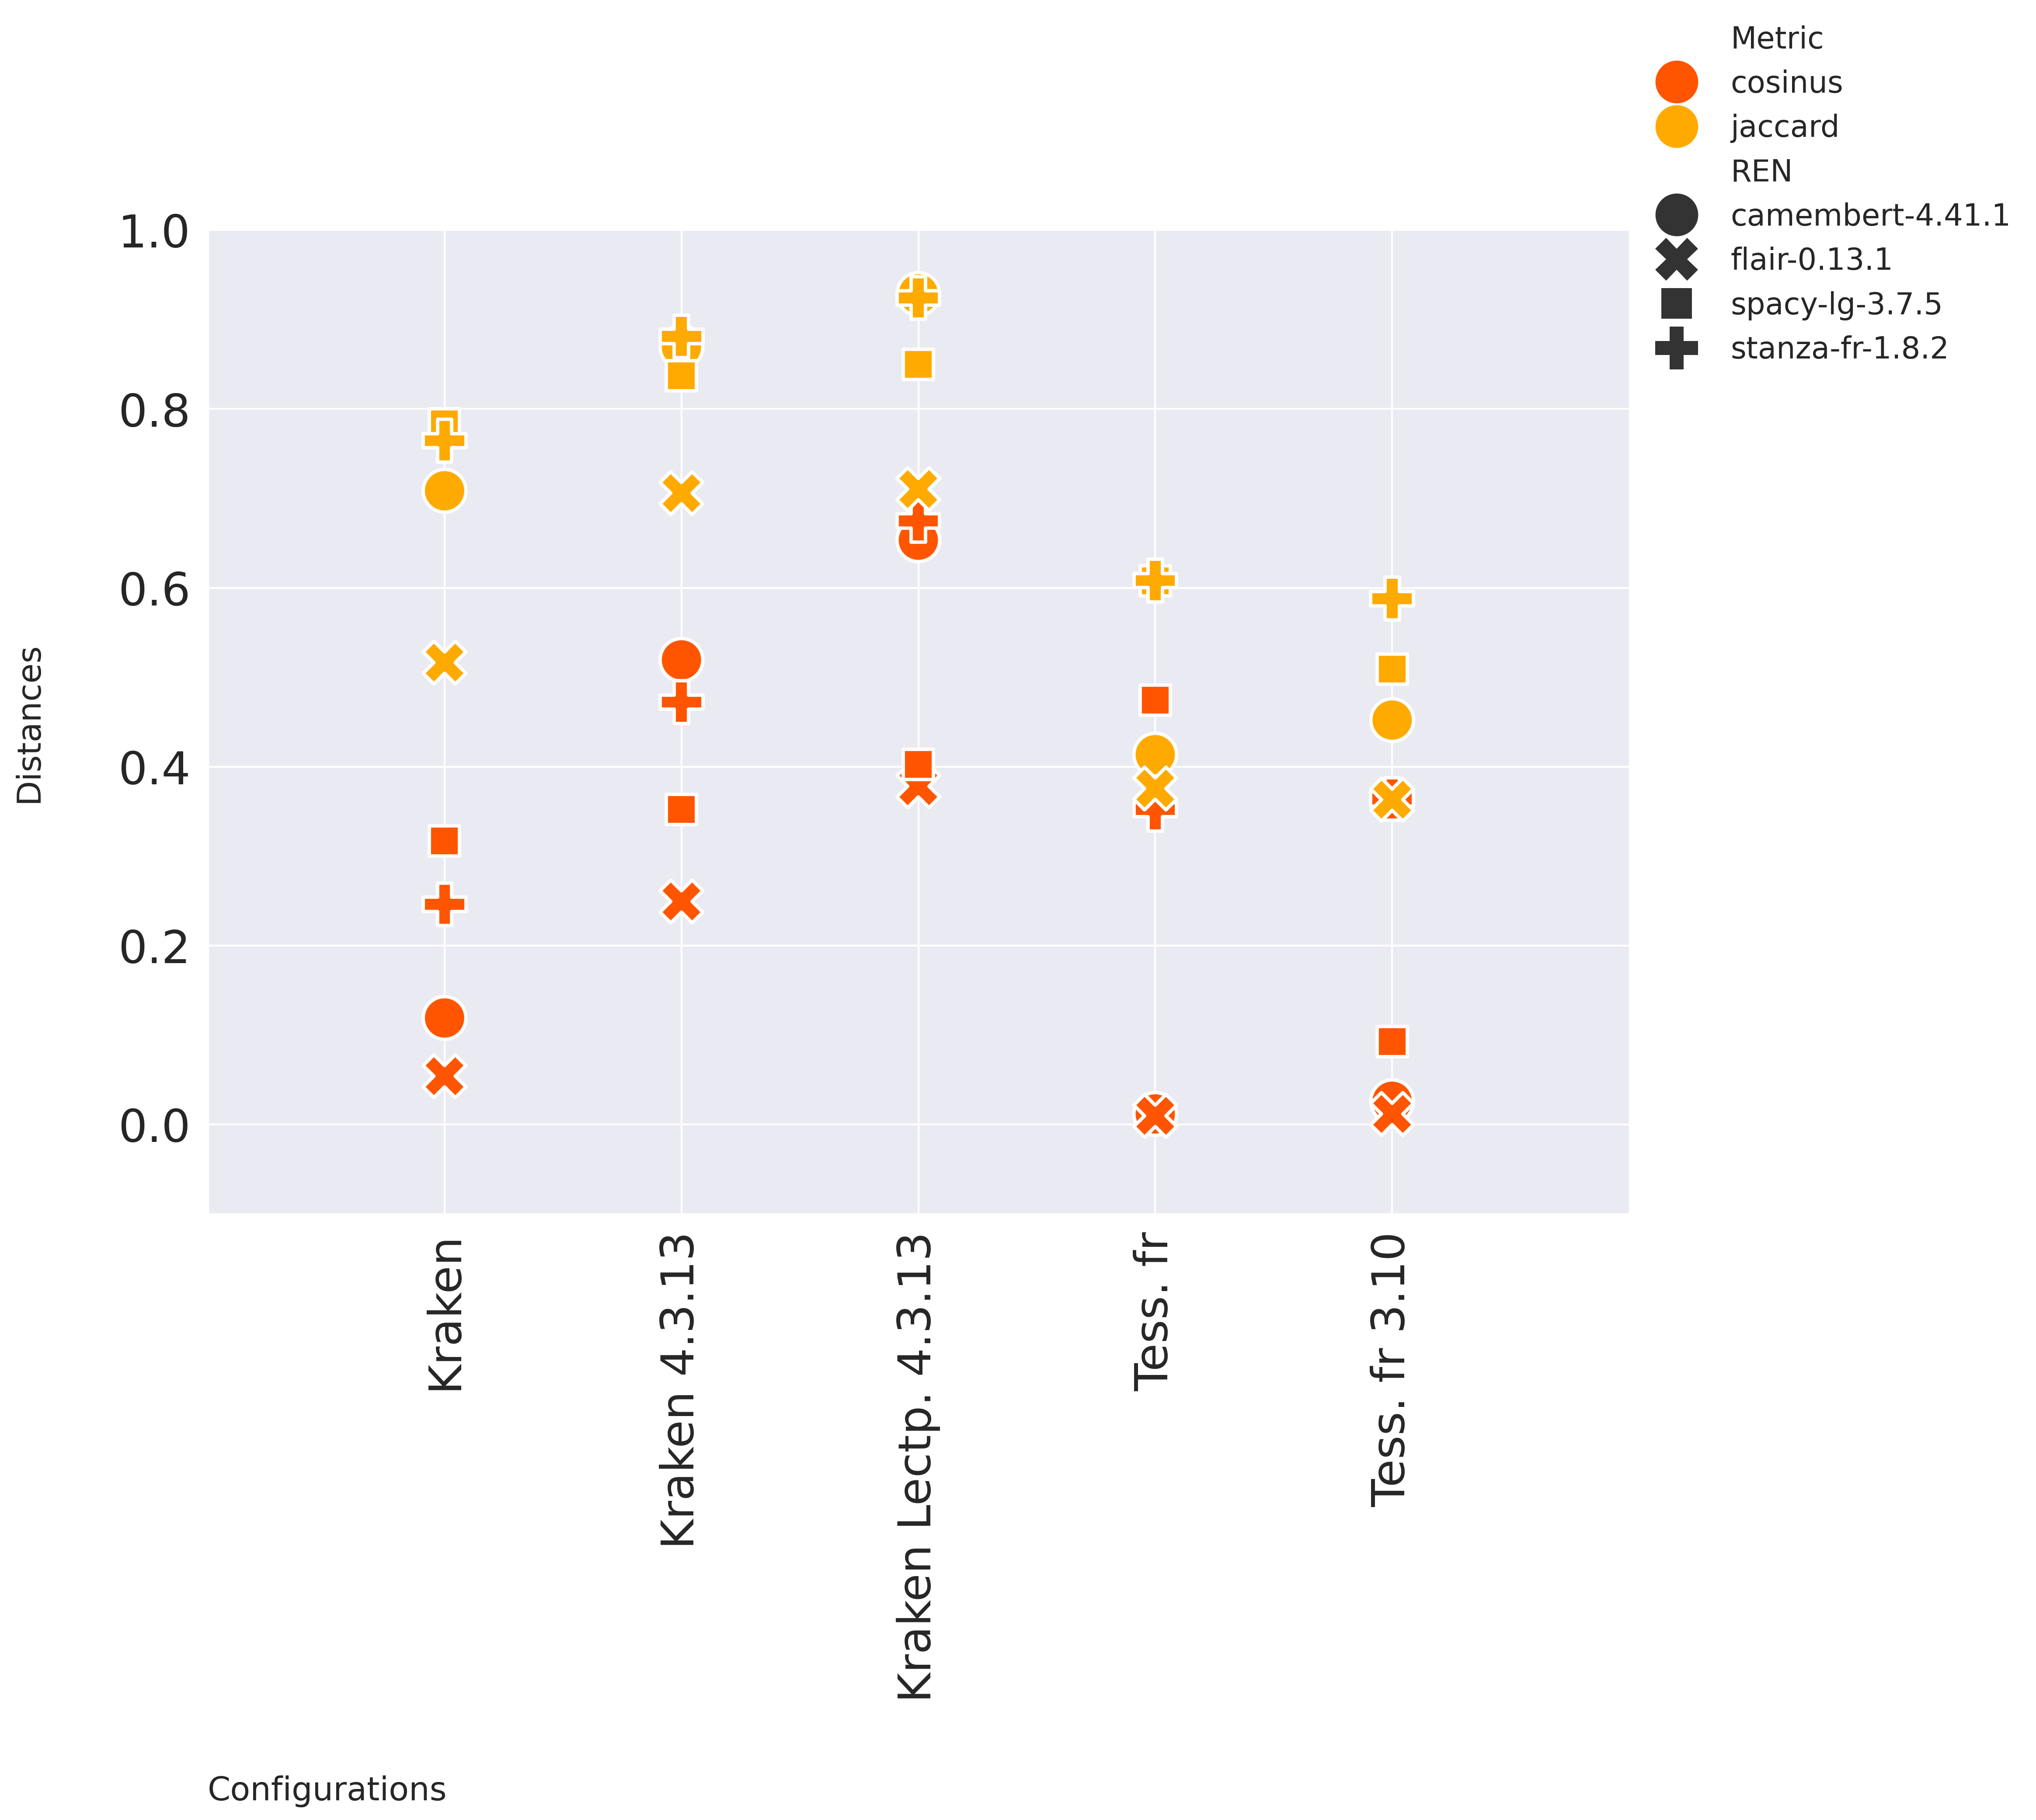 Metric
cosinus
jaccard
REN
camembert-4.41.1
flair-0.13.1
spacy-lg-3.7.5
stanza-fr-1.8.2
1.0
0.8
0.6
0.4
0.2
0.0
Distances
Kraken
Kraken 4.3.13
Kraken Lectp. 4.3.13
Tess. fr
Tess. fr 3.10
Configurations